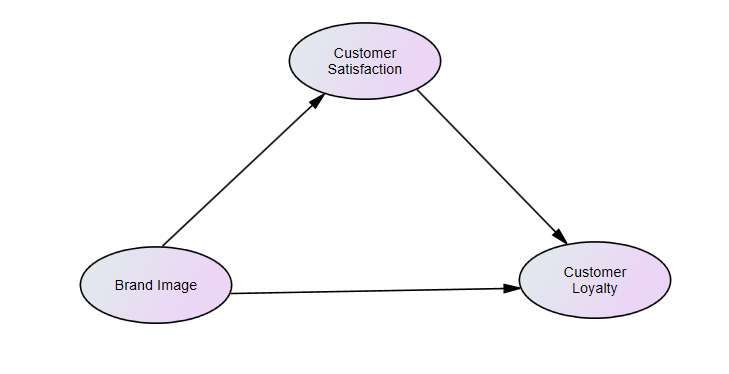 Customer
Satisfaction
Brand Image
Customer
Loyalty